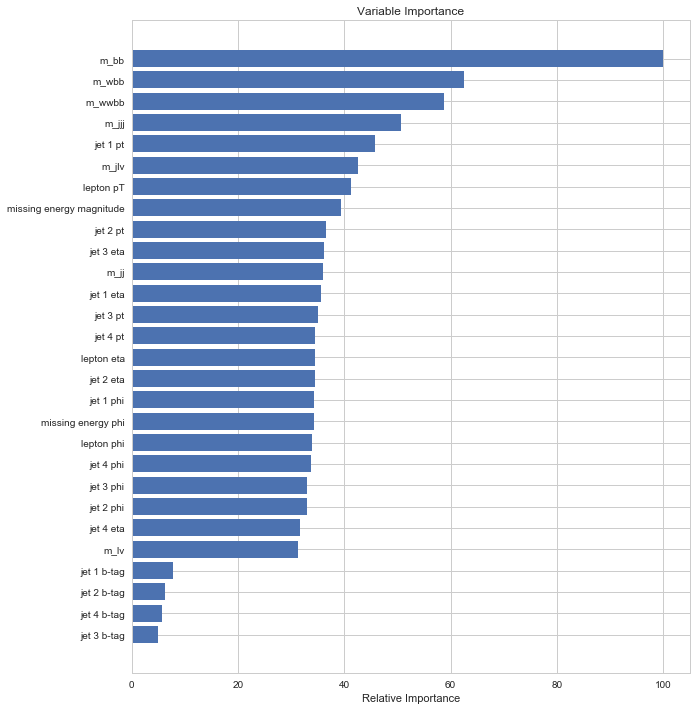 Variable Importance
m_bb
m_wbb
m_wwbb
m_jjj
jet 1 pt
m_jlv
lepton pT
missing energy magnitude
jet 2 pt
jet 3 eta
m_jj
jet 1 eta
jet 3 pt
jet 4 pt
lepton eta
jet 2 eta
jet 1 phi
missing energy phi
lepton phi
jet 4 phi
jet 3 phi
jet 2 phi
jet 4 eta
m_lv
jet 1 b-tag
jet 2 b-tag
jet 4 b-tag
jet 3 b-tag
0 20 40 60 80 100
Relative Importance